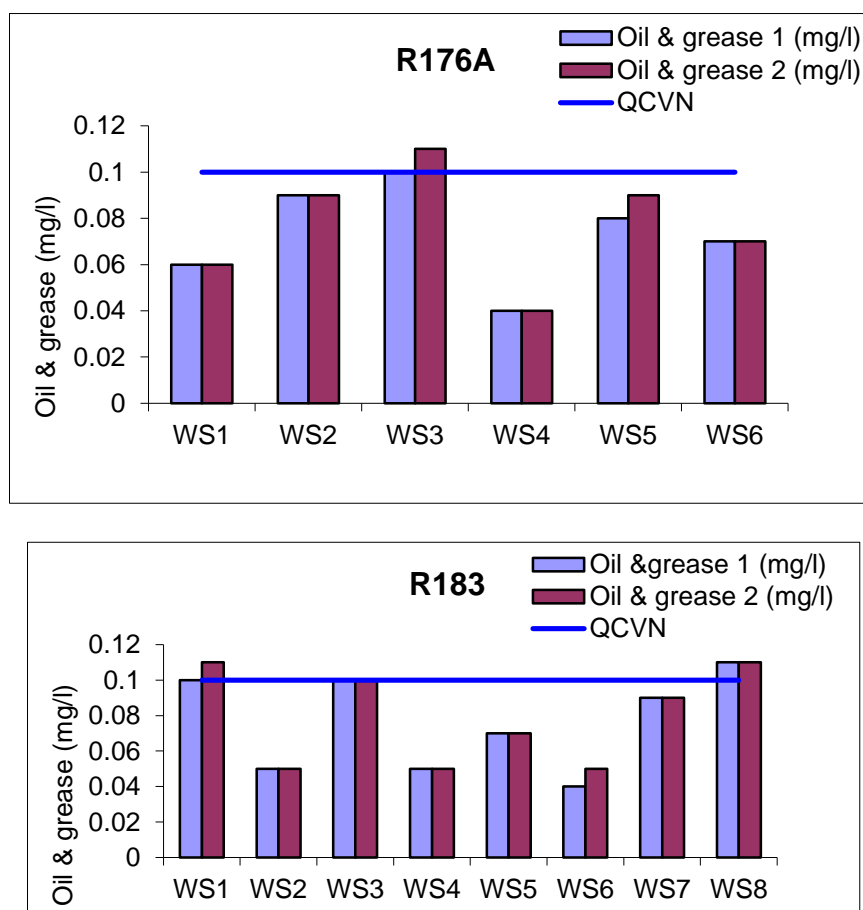 R176A
Oil & grease 1 (mg/l)
Oil & grease 2 (mg/l)
QCVN
Oil & grease (mg/l)
0.12
0.1
0.08
0.06
0.04
0.02
0
WS1 WS2 WS3 WS4 WS5 WS6
R183
Oil &grease 1 (mg/l)
Oil & grease 2 (mg/l)
QCVN
Oil & grease (mg/l)
0.12
0.1
0.08
0.06
0.04
0.02
0
WS1 WS2 WS3 WS4 WS5 WS6 WS7 WS8